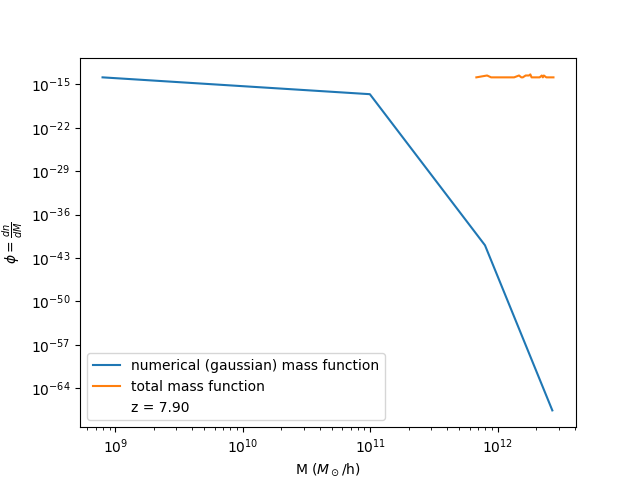 10⁻¹⁵
10⁻²²
10⁻²⁹
10⁻³⁶
10⁻⁴³
10⁻⁵⁰
10⁻⁵⁷
10⁻⁶⁴
ϕ = dn/dM
numerical (gaussian) mass function
total mass function
z = 7.90
10⁹ 10¹⁰ 10¹¹ 10¹²
M (M⊙/h)